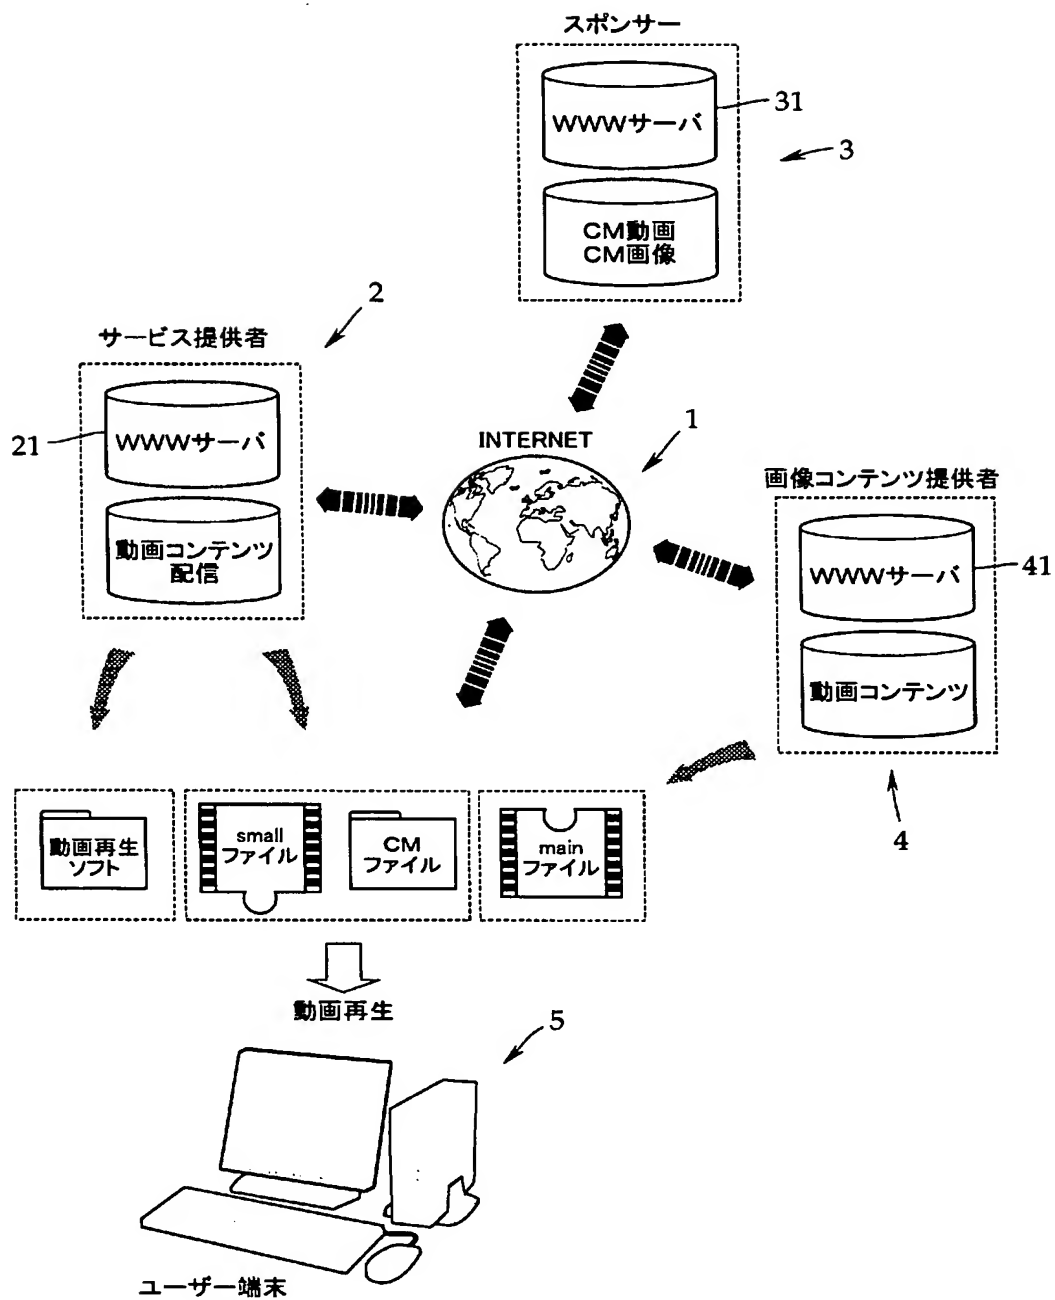 スポンサー
WWWサーバ
31
3
CM動画
CM画像
2
サービス提供者
21
WWWサーバ
動画コンテンツ
配信
INTERNET
1
画像コンテンツ提供者
WWWサーバ
41
動画コンテンツ
4
動画再生
ソフト
small
ファイル
CM
ファイル
main
ファイル
動画再生
5
ユーザー端末